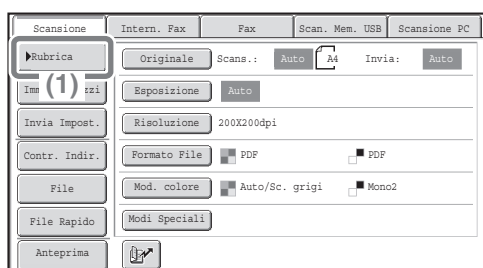 Scansione Intern. Fax Fax Scan. Mem. USB Scansione PC
Rubrica Originale Scans.: Auto A4 Invia: Auto
(1)
Esposizione Auto
Invia Impost. Risoluzione 200X200dpi
Contr. Indir. Formato File PDF PDF
File Mod. colore Auto/Sc. grigi Mono2
File Rapido Modi Speciali
Anteprima